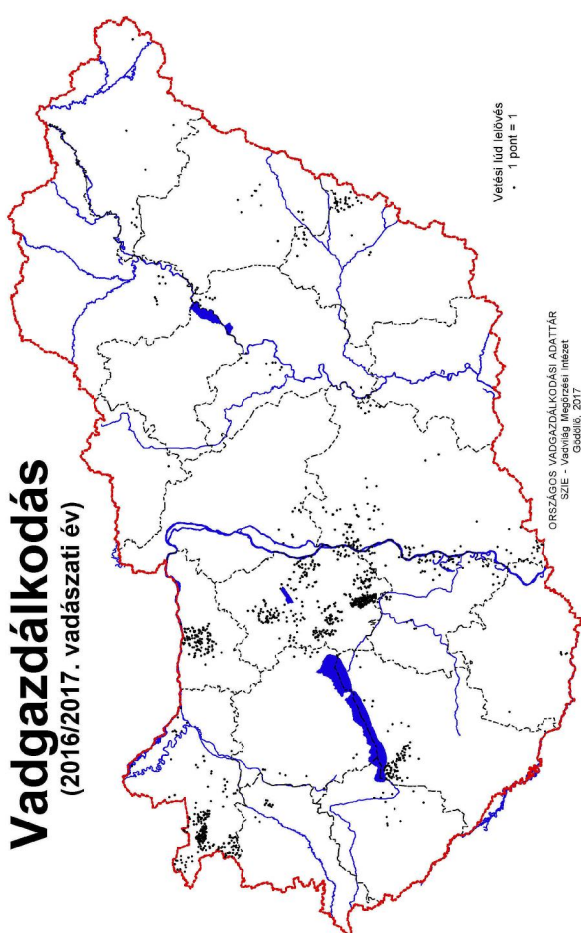 Vadgazdálkodás
(2016/2017. vadászati év)
Vetési lúd lelövés
• 1 pont = 1
ORSZÁGOS VADGAZDÁLKODÁSI ADATTÁR
SZIE - Vadvilág Megőrzési Intézet
Gödöllő, 2017